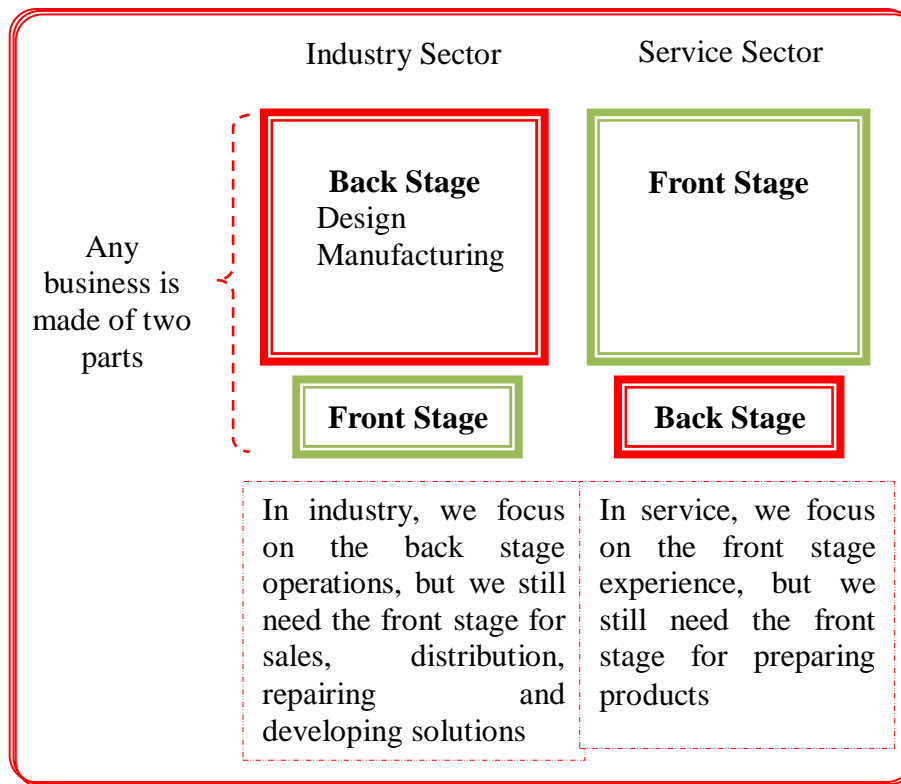 Industry Sector
Service Sector
Any
business is
made of two
parts
Back Stage
Design
Manufacturing
Front Stage
Front Stage
Back Stage
In industry, we focus
on the back stage
operations, but we still
need the front stage for
sales, distribution,
repairing and
developing solutions
In service, we focus
on the front stage
experience, but we
still need the front
stage for preparing
products